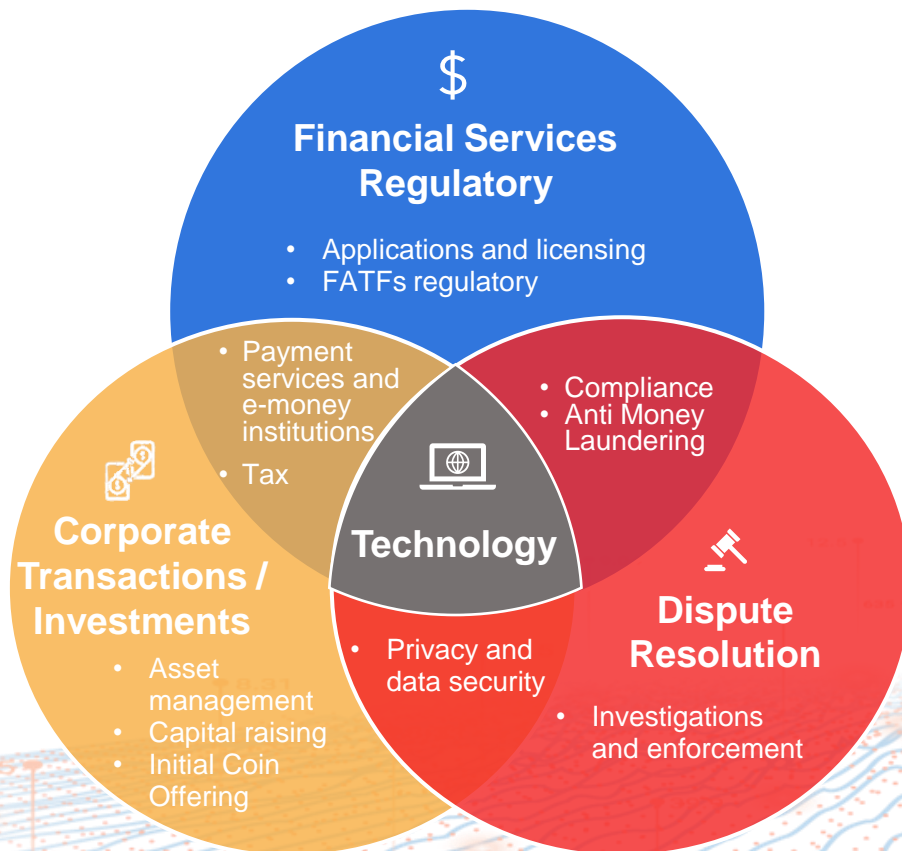 $
Financial Services
Regulatory
• Applications and licensing
• FATFs regulatory
• Payment
services and
e-money
institutions
• Tax
• Compliance
• Anti Money
Laundering
Technology
Corporate
Transactions /
Investments
• Asset
management
• Capital raising
• Initial Coin
Offering
• Privacy and
data security
Dispute
Resolution
• Investigations
and enforcement